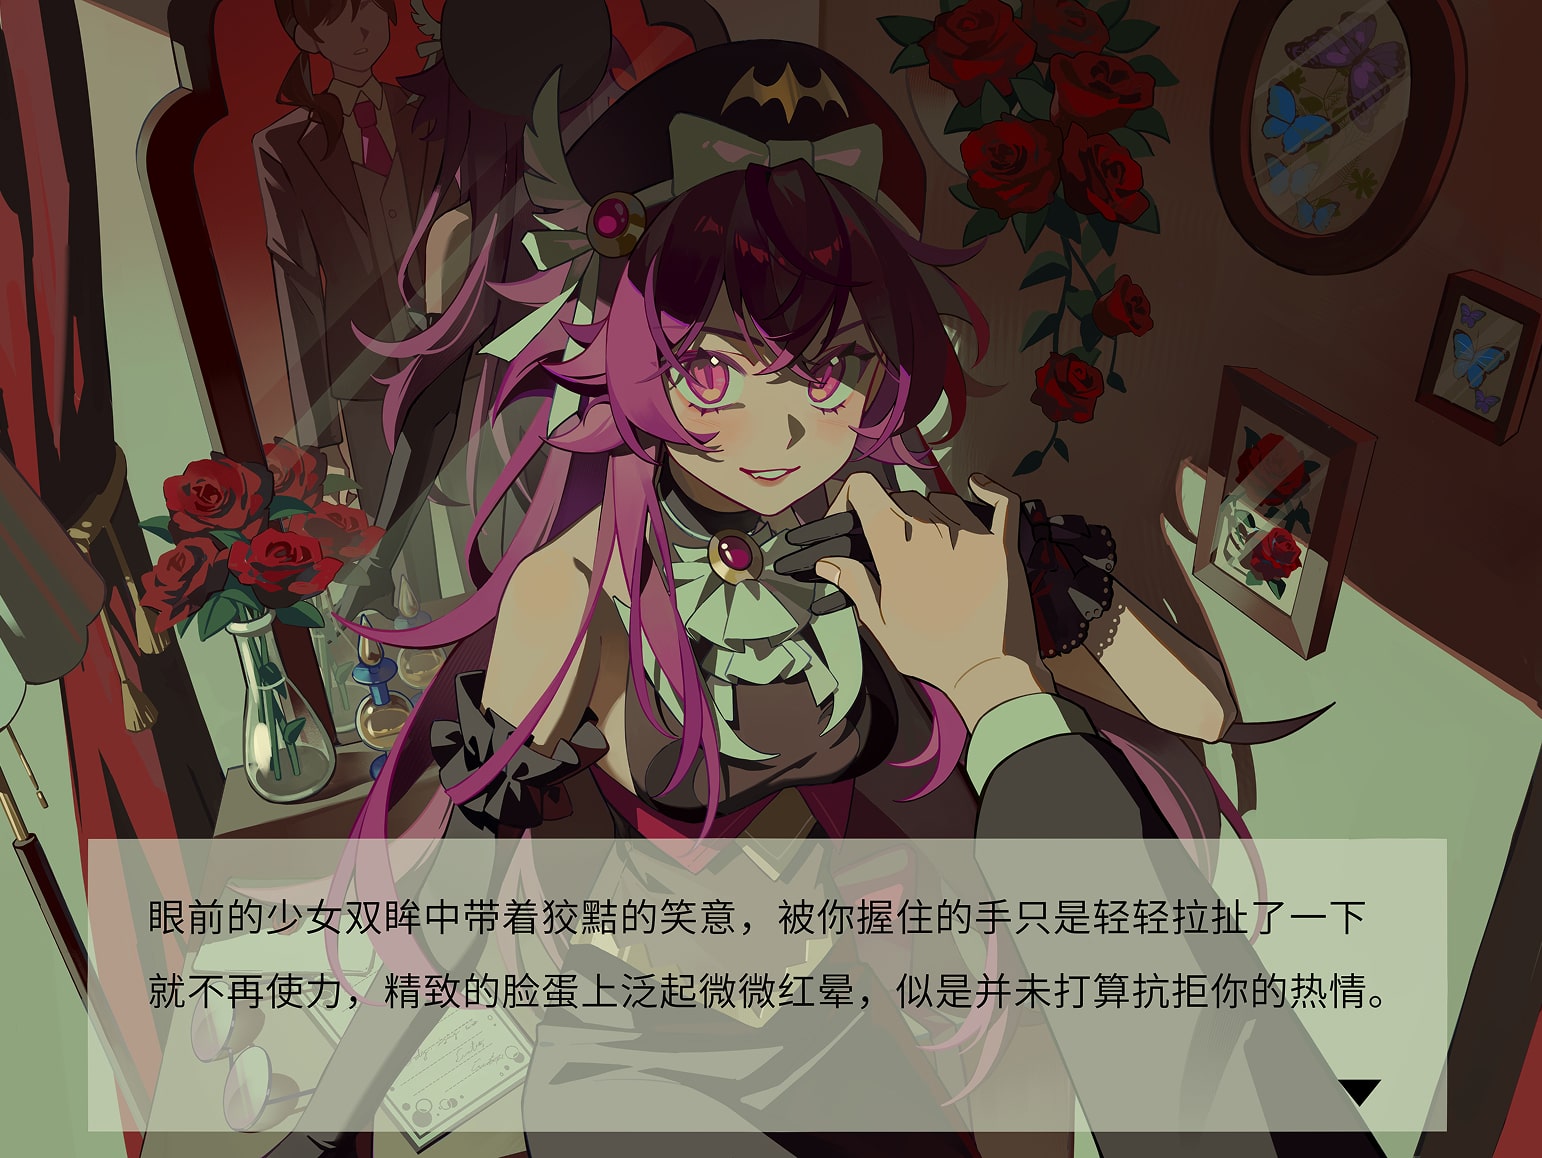 眼前的少女双眸中带着狡黠的笑意，被你握住的手只是轻轻拉扯了一下
就不再使力，精致的脸蛋上泛起微微红晕，似是并未打算抗拒你的热情。